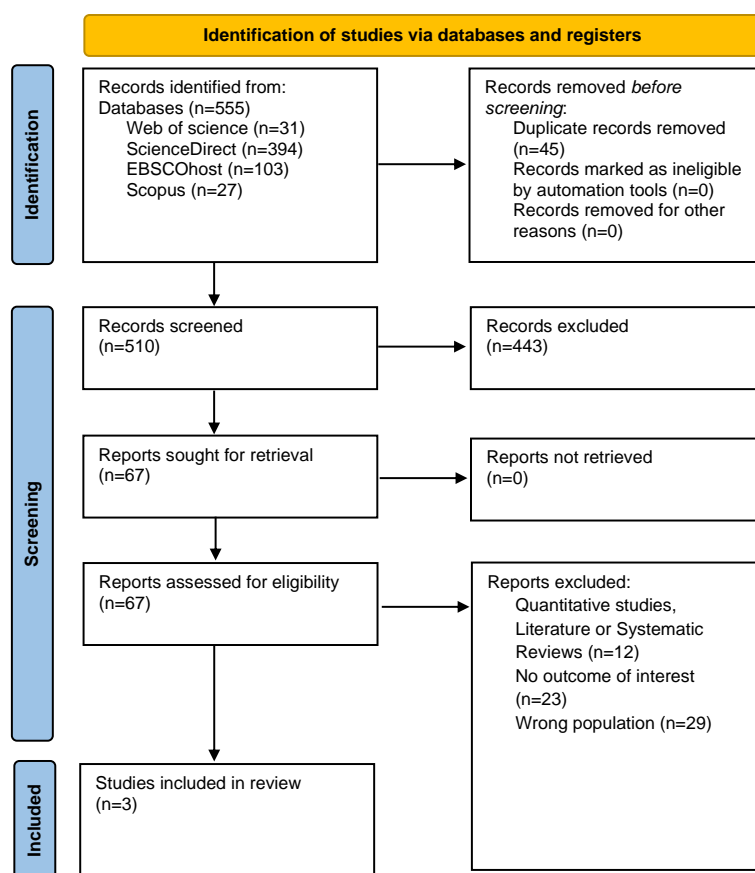 Identification of studies via databases and registers
Identification
Records identified from:
Databases (n=555)
Web of science (n=31)
ScienceDirect (n=394)
EBSCOhost (n=103)
Scopus (n=27)
Records removed before
screening:
Duplicate records removed
(n=45)
Records marked as ineligible
by automation tools (n=0)
Records removed for other
reasons (n=0)
Screening
Records screened
(n=510)
Records excluded
(n=443)
Reports sought for retrieval
(n=67)
Reports not retrieved
(n=0)
Reports assessed for eligibility
(n=67)
Reports excluded:
Quantitative studies,
Literature or Systematic
Reviews (n=12)
No outcome of interest
(n=23)
Wrong population (n=29)
Included
Studies included in review
(n=3)